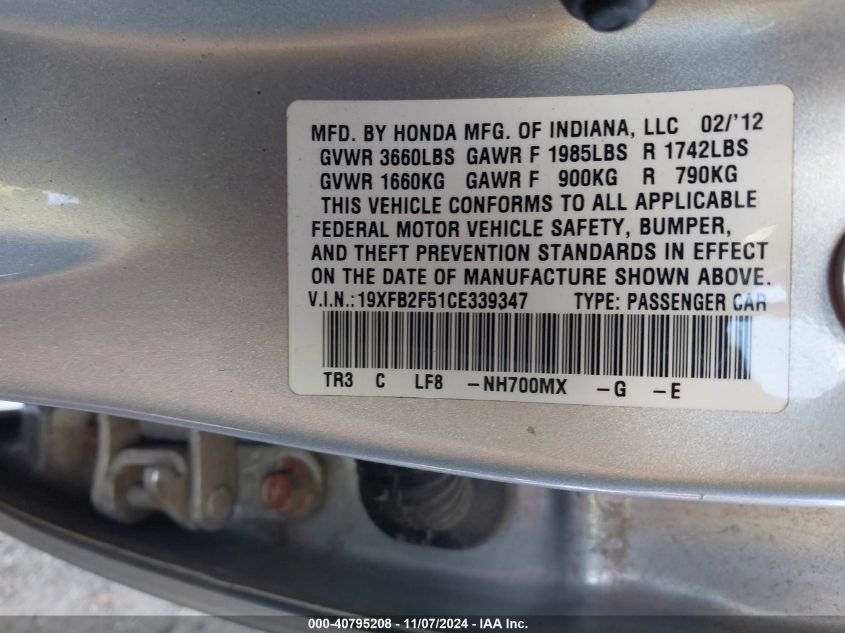 MFD. BY HONDA MFG. OF INDIANA, LLC 02/'12
GVWR 3660LBS GAWR F 1985LBS R 1742LBS
GVWR 1660KG GAWR F 900KG R 790KG
THIS VEHICLE CONFORMS TO ALL APPLICABLE
FEDERAL MOTOR VEHICLE SAFETY, BUMPER,
AND THEFT PREVENTION STANDARDS IN EFFECT
ON THE DATE OF MANUFACTURE SHOWN ABOVE.
V.I.N.:19XFB2F51CE339347 TYPE: PASSENGER CAR
TR3 C LF8 -NH700MX -G -E
000-40795208 - 11/07/2024 - IAA Inc.